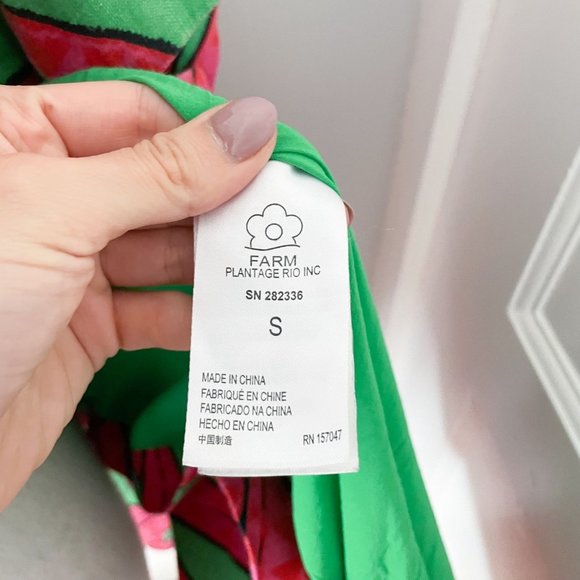 FARM
PLANTAGE RIO INC
SN 282336
S
MADE IN CHINA
FABRIQUÉ EN CHINE
FABRICADO NA CHINA
HECHO EN CHINA
中国制造
RN 157047